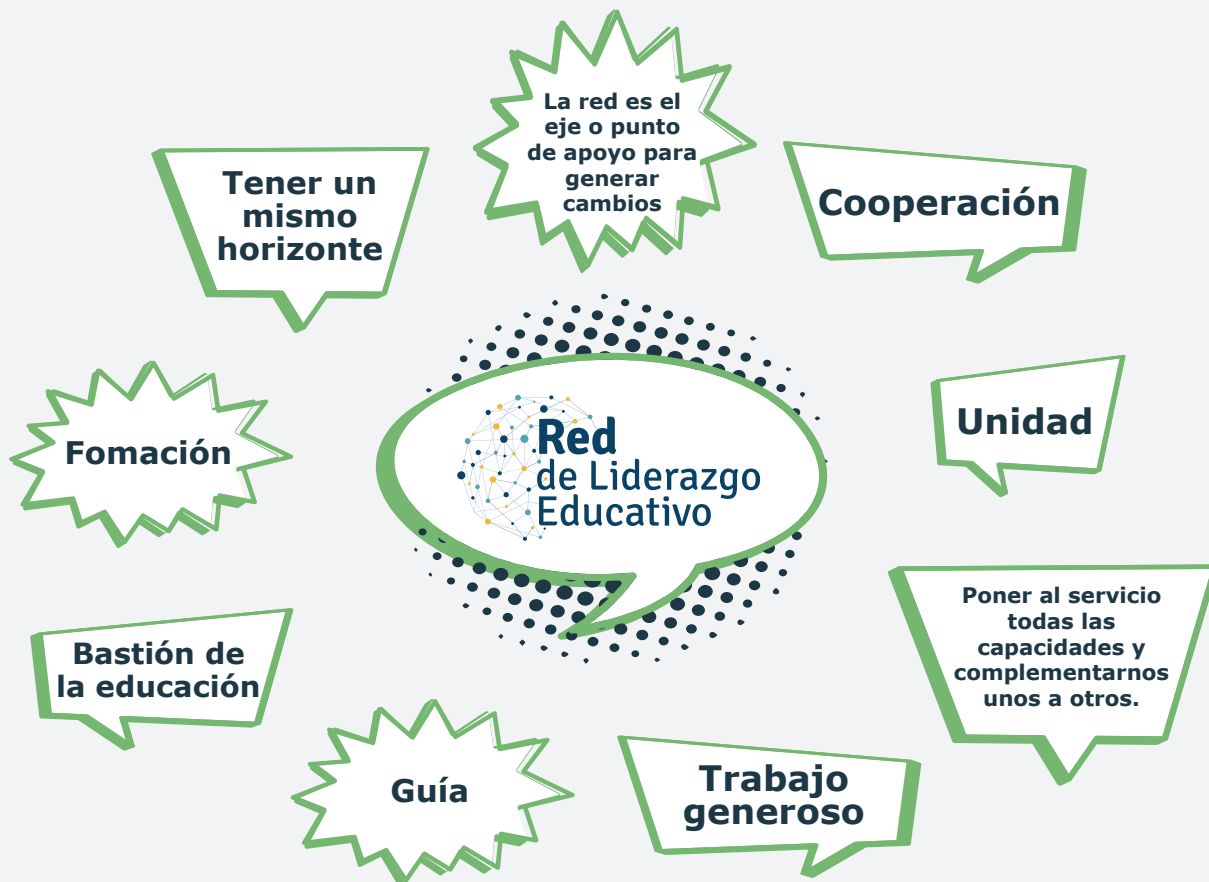 La red es el
eje o punto
de apoyo para
generar
cambios
Tener un
mismo
horizonte
Cooperación
Red
de Liderazgo
Educativo
Fomación
Unidad
Bastión de
la educación
Poner al servicio
todas las
capacidades y
complementarnos
unos a otros.
Guía
Trabajo
generoso